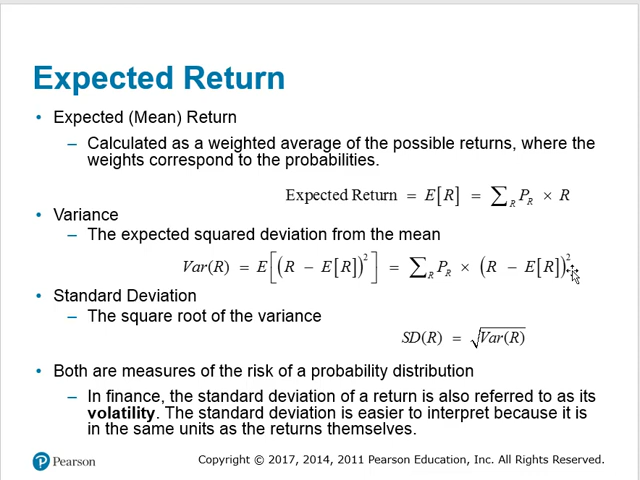 Expected Return
• Expected (Mean) Return
– Calculated as a weighted average of the possible returns, where the
weights correspond to the probabilities.
Expected Return = E[R] = ∑_R P_R × R
• Variance
– The expected squared deviation from the mean
Var(R) = E[(R − E[R])²] = ∑_R P_R × (R − E[R])²
• Standard Deviation
– The square root of the variance
SD(R) = √Var(R)
• Both are measures of the risk of a probability distribution
– In finance, the standard deviation of a return is also referred to as its
volatility. The standard deviation is easier to interpret because it is
in the same units as the returns themselves.
P Pearson
Copyright © 2017, 2014, 2011 Pearson Education, Inc. All Rights Reserved.